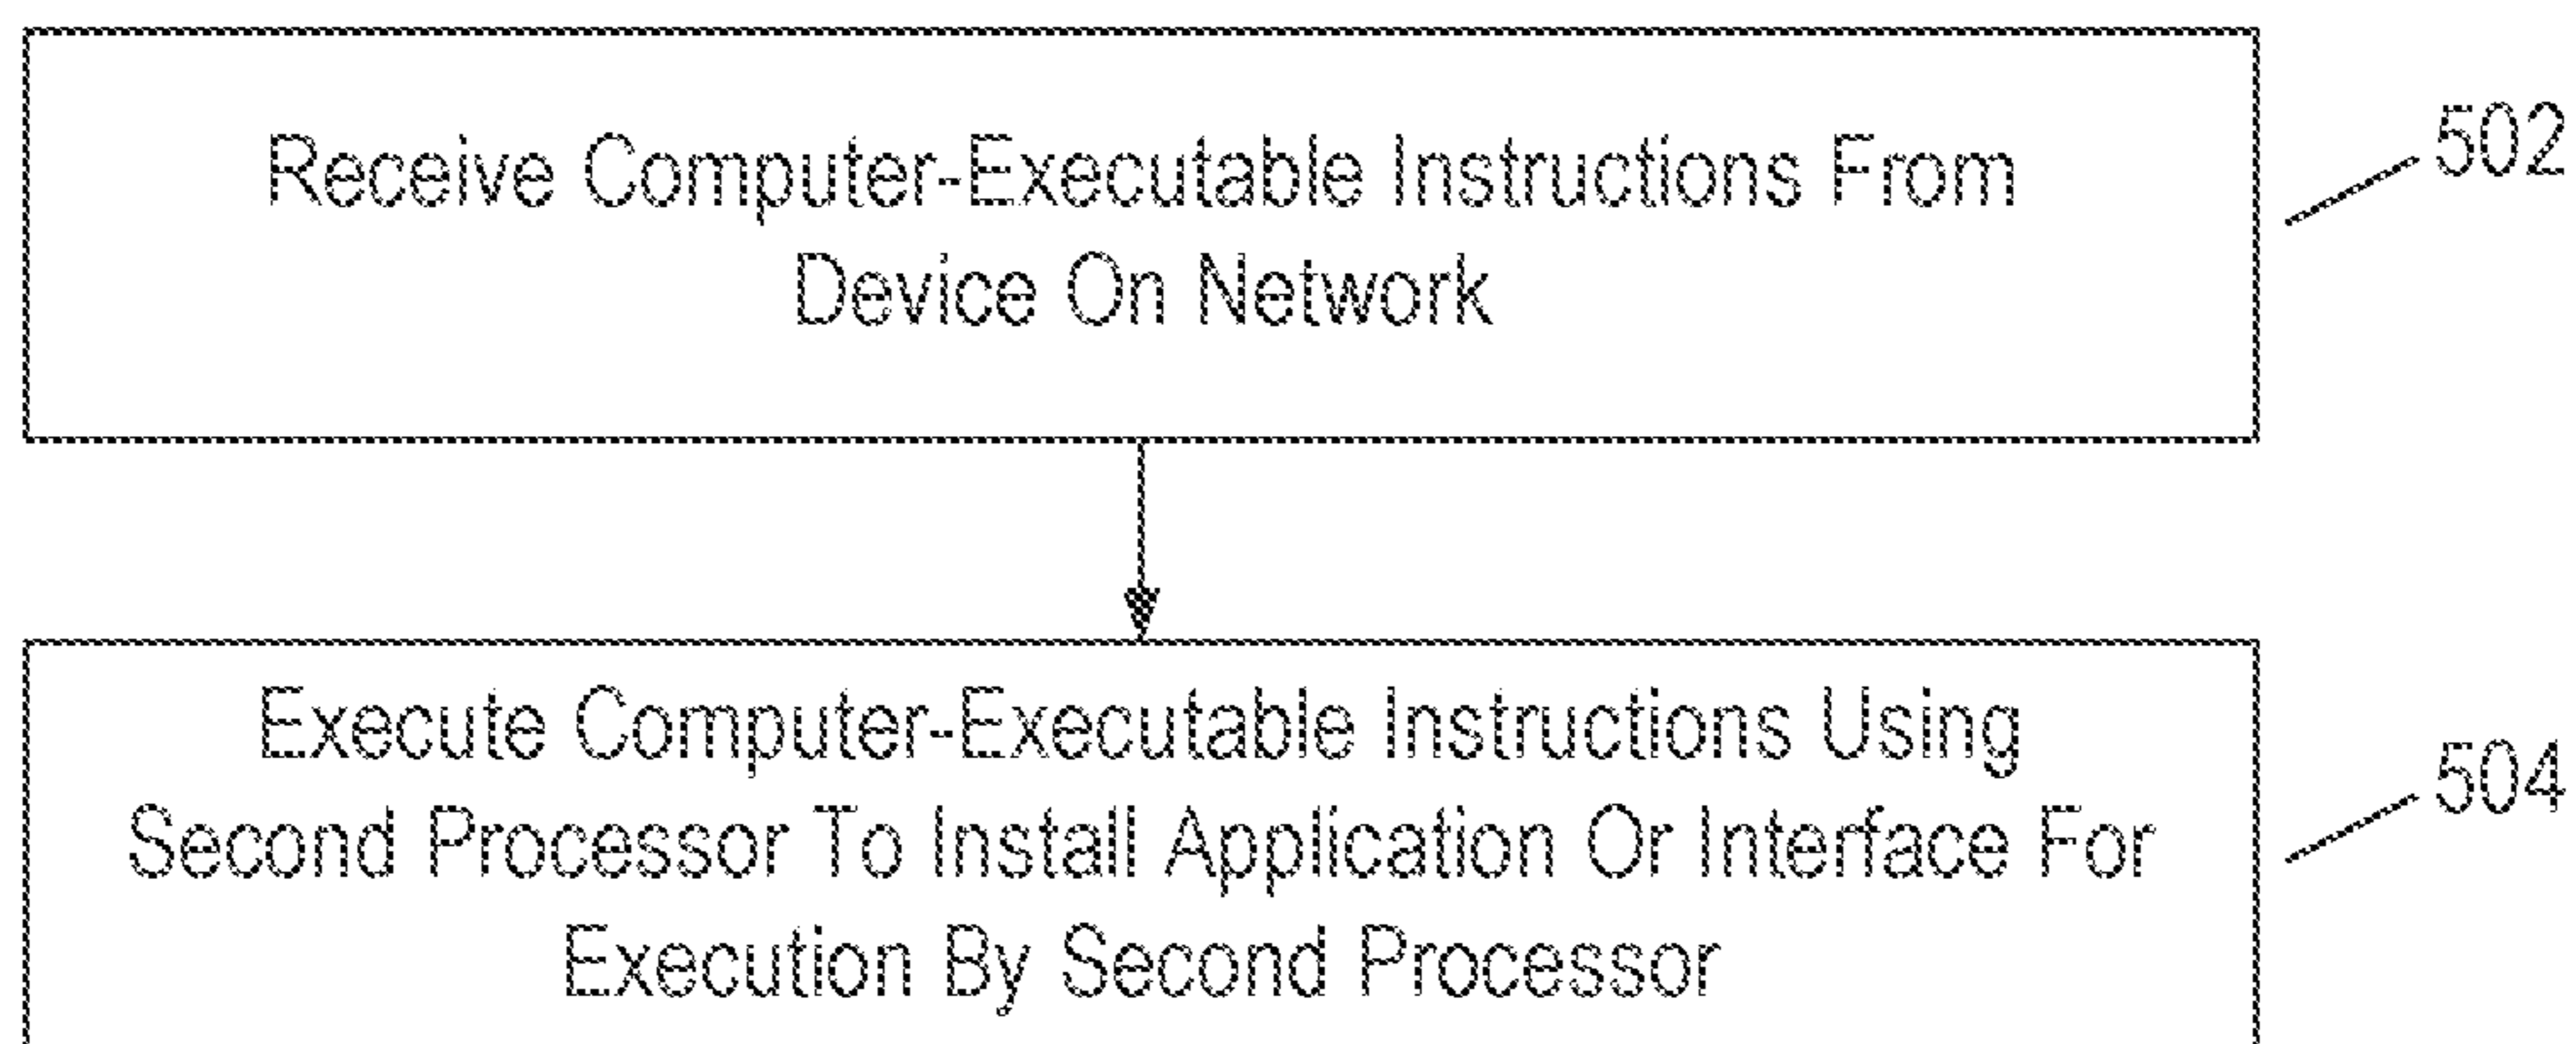 Receive Computer-Executable Instructions From
Device On Network
502
Execute Computer-Executable Instructions Using
Second Processor To Install Application Or Interface For
Execution By Second Processor
504